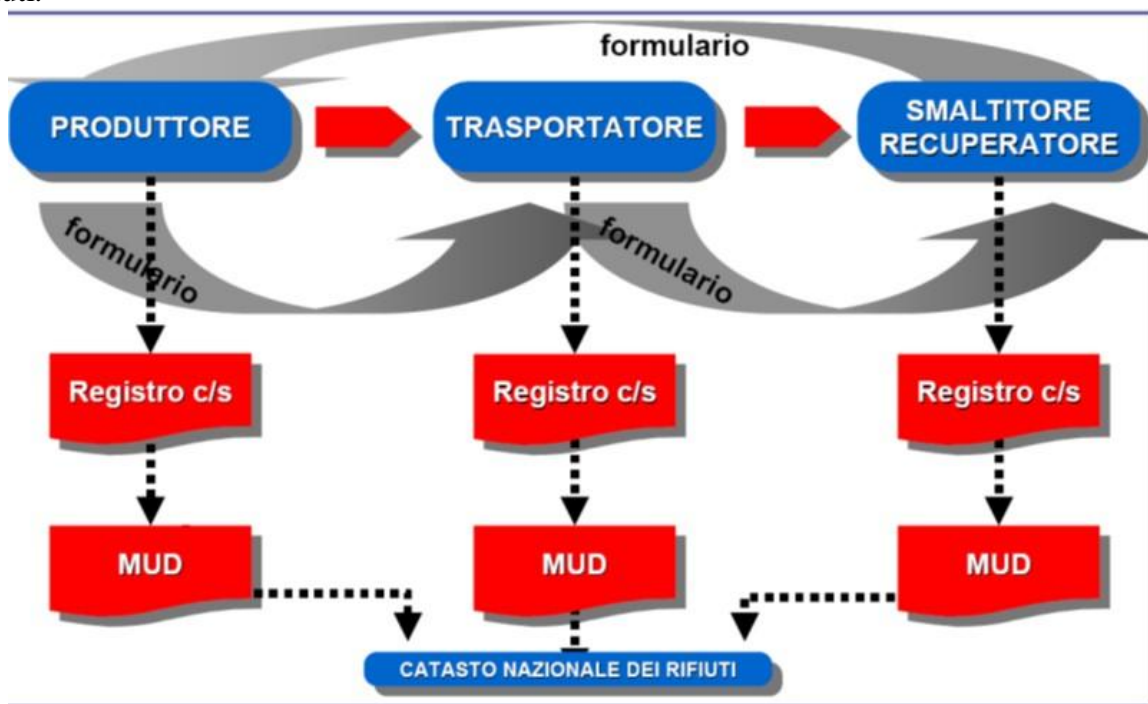 formulario
PRODUTTORE
TRASPORTATORE
SMALTITORE
RECUPERATORE
formulario
formulario
Registro c/s
Registro c/s
Registro c/s
MUD
MUD
MUD
CATASTO NAZIONALE DEI RIFIUTI